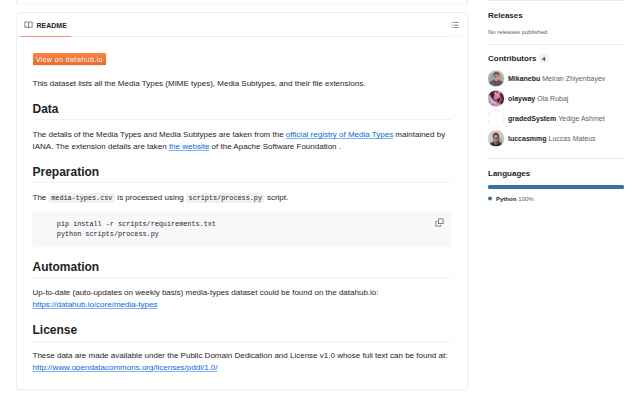 README
View on datahub.io
This dataset lists all the Media Types (MIME types), Media Subtypes, and their file extensions.
Data
The details of the Media Types and Media Subtypes are taken from the official registry of Media Types maintained by
IANA. The extension details are taken the website of the Apache Software Foundation .
Preparation
The media-types.csv is processed using scripts/process.py script.
pip install -r scripts/requirements.txt
python scripts/process.py
Automation
Up-to-date (auto-updates on weekly basis) media-types dataset could be found on the datahub.io:
https://datahub.io/core/media-types
License
These data are made available under the Public Domain Dedication and License v1.0 whose full text can be found at:
http://www.opendatacommons.org/licenses/pddl/1.0/
Releases
No releases published
Contributors 4
Mikanebu Meiran Zhiyenbayev
olayway Ola Rubaj
gradedSystem Yedige Ashmet
luccasmmg Luccas Mateus
Languages
Python 100%